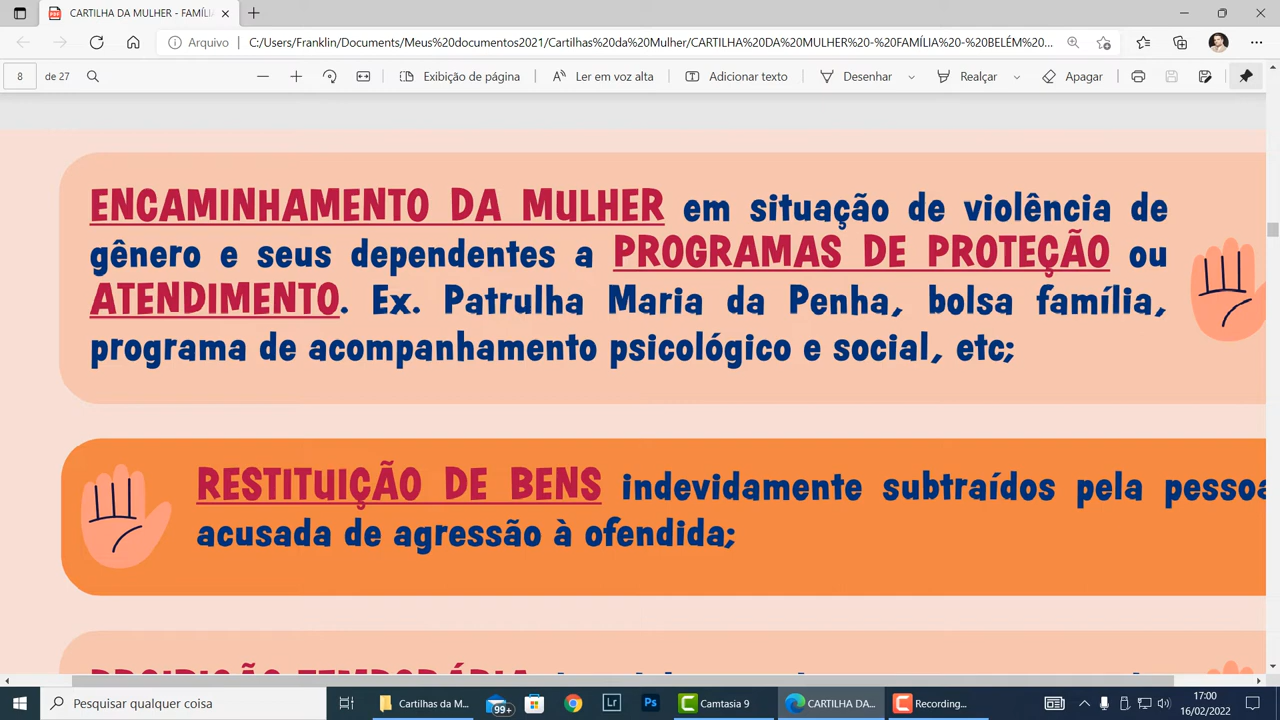 CARTILHA DA MULHER - FAMÍLI
Arquivo C:/Users/Franklin/Documents/Meus%20documentos2021/Cartilhas%20da%20Mulher/CARTILHA%20DA%20MULHER%20-%20FAMÍLIA%20-%20BELÉM%20...
8 de 27 Exibição de página Ler em voz alta Adicionar texto Desenhar Realçar Apagar
ENCAMINHAMENTO DA MULHER em situação de violência de
gênero e seus dependentes a PROGRAMAS DE PROTEÇÃO ou
ATENDIMENTO. Ex. Patrulha Maria da Penha, bolsa família,
programa de acompanhamento psicológico e social, etc;
RESTITUIÇÃO DE BENS indevidamente subtraídos pela pessoa
acusada de agressão à ofendida;
PROIBIÇÃO TEMPORÁRIA
Pesquisar qualquer coisa Cartilhas da M... 99+ Lr Ps Camtasia 9 CARTILHA DA... Recording... 17:00
16/02/2022